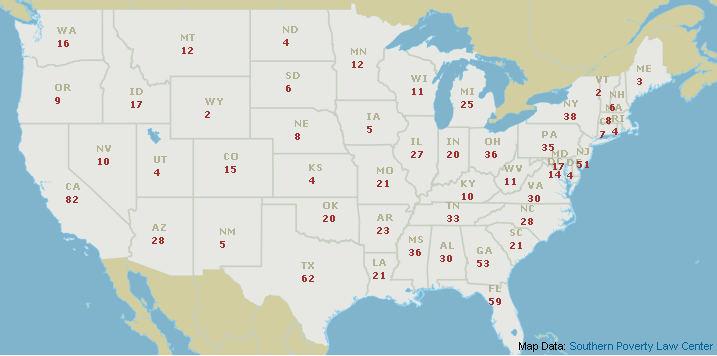 WA
16
MT
12
ND
4
MN
12
ME
3
VT
2
NH
6
OR
9
ID
17
WY
2
SD
6
WI
11
MI
25
NY
38
MA
8
RI
4
C
7
NV
10
UT
4
CO
15
NE
8
IA
5
IL
27
IN
20
OH
36
PA
35
NJ
51
MD
17
DC
14
DE
4
CA
82
KS
4
MO
21
KY
10
WV
11
VA
30
AZ
28
NM
5
OK
20
AR
23
TN
33
NC
28
SC
21
TX
62
LA
21
MS
36
AL
30
GA
53
FL
59
Map Data: Southern Poverty Law Center